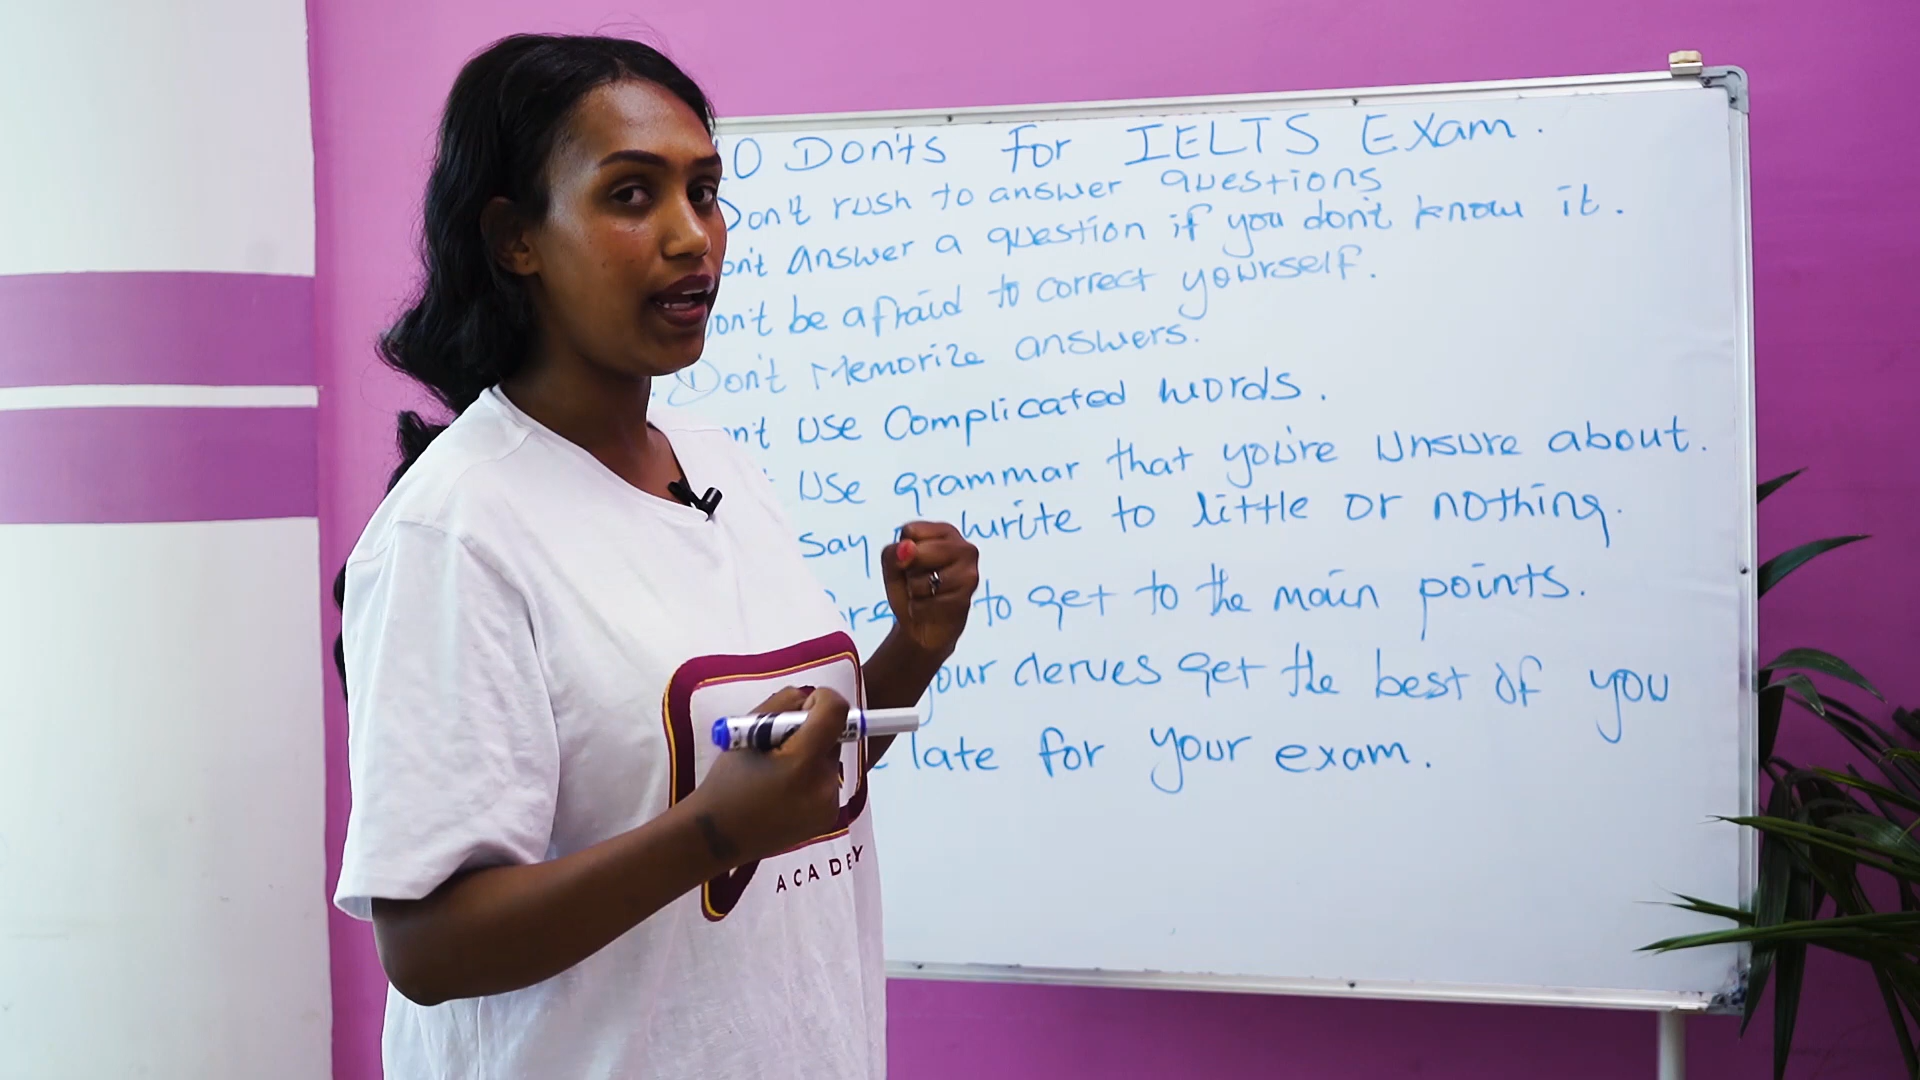 10 Don'ts For IELTS Exam.
Don't rush to answer questions
on't answer a question if you don't know it.
on't be afraid to correct yourself.
Don't Memorize answers.
n't Use Complicated words.
Use grammar that you're unsure about.
say write to little or nothing.
to get to the main points.
our nerves get the best of you
late for your exam.
ACADEMY